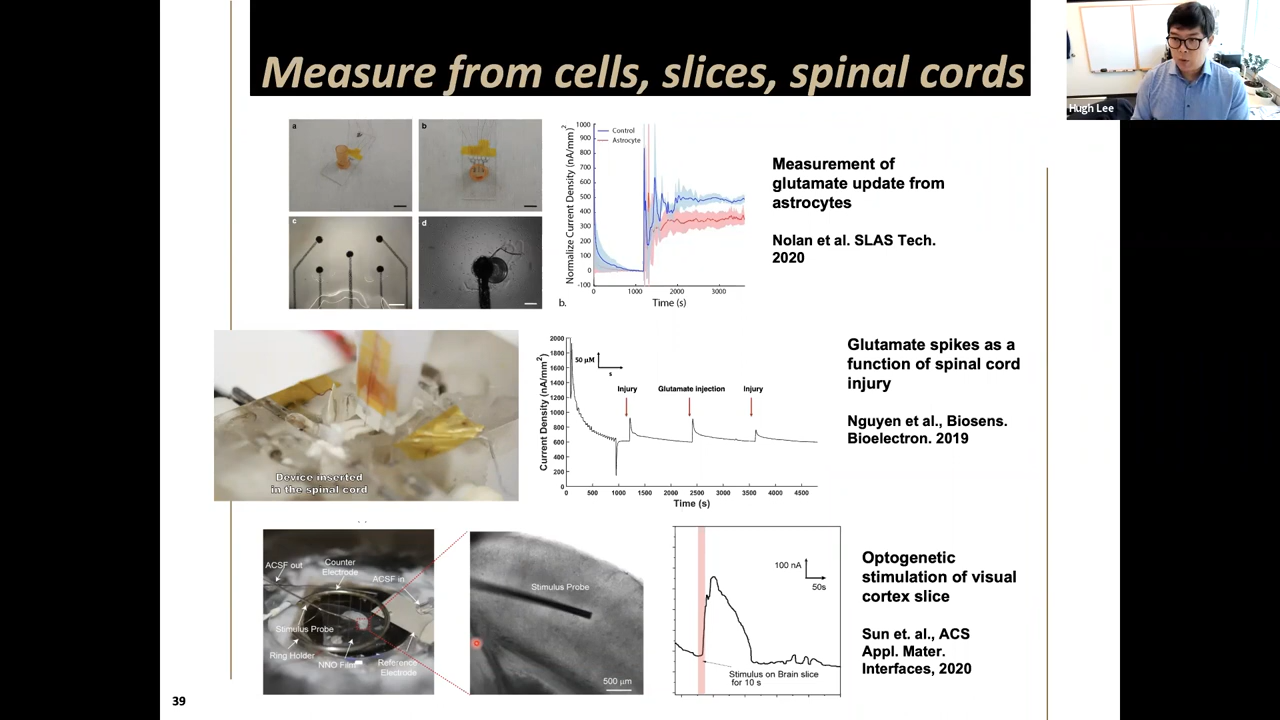 Measure from cells, slices, spinal cords
Hugh Lee
a
b
c
d
Normalize Current Density (nA/mm²)
1000
900
800
700
600
500
400
300
200
100
0
-100
Control
Astrocyte
0
1000
2000
3000
Time (s)
b.
Measurement of
glutamate update from
astrocytes
Nolan et al. SLAS Tech.
2020
Device inserted
in the spinal cord
Current Density (nA/mm²)
2000
1800
1600
1400
1200
1000
800
600
400
200
0
50 µM
s
Injury
Glutamate injection
Injury
0
500
1000
1500
2000
2500
3000
3500
4000
4500
Time (s)
Glutamate spikes as a
function of spinal cord
injury
Nguyen et al., Biosens.
Bioelectron. 2019
ACSF out
Counter
Electrode
ACSF in
Stimulus Probe
Ring Holder
NNO Film
Reference
Electrode
Stimulus Probe
500 µm
100 nA
50s
Stimulus on Brain slice
for 10 s
Optogenetic
stimulation of visual
cortex slice
Sun et. al., ACS
Appl. Mater.
Interfaces, 2020
39